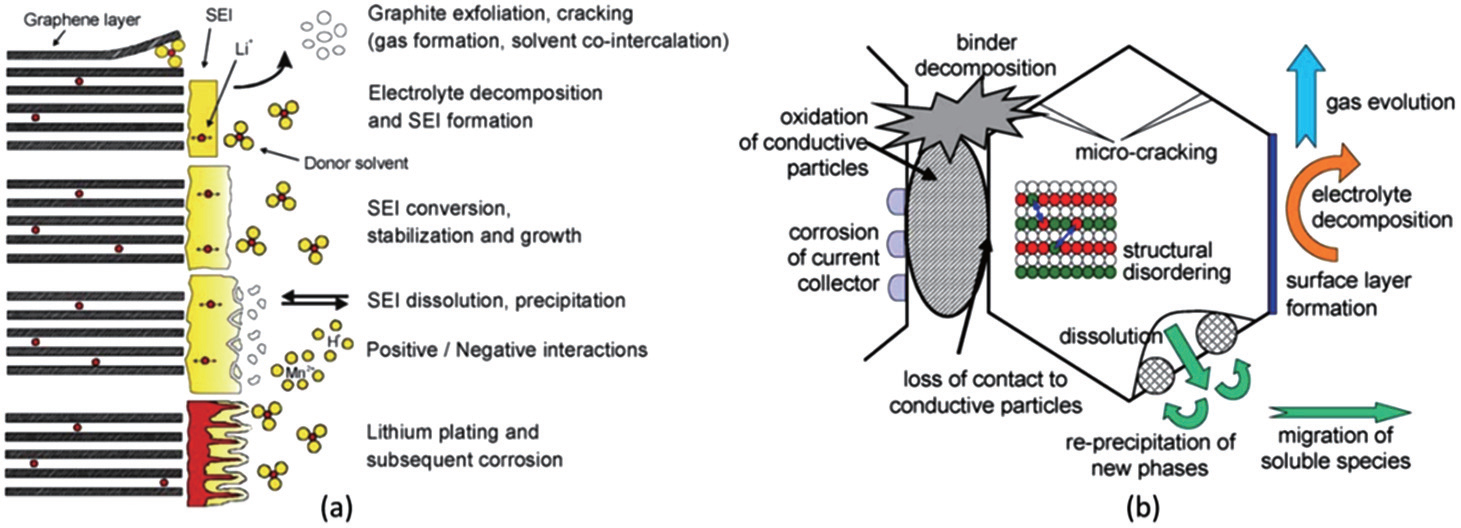 Graphene layer
SEI
Li+
Graphite exfoliation, cracking
(gas formation, solvent co-intercalation)
Electrolyte decomposition
and SEI formation
Donor solvent
SEI conversion,
stabilization and growth
SEI dissolution, precipitation
H+
Mn2+
Positive / Negative interactions
Lithium plating and
subsequent corrosion
(a)
binder
decomposition
oxidation
of conductive
particles
micro-cracking
gas evolution
electrolyte
decomposition
corrosion
of current
collector
structural
disordering
surface layer
formation
dissolution
loss of contact to
conductive particles
re-precipitation of
new phases
migration of
soluble species
(b)